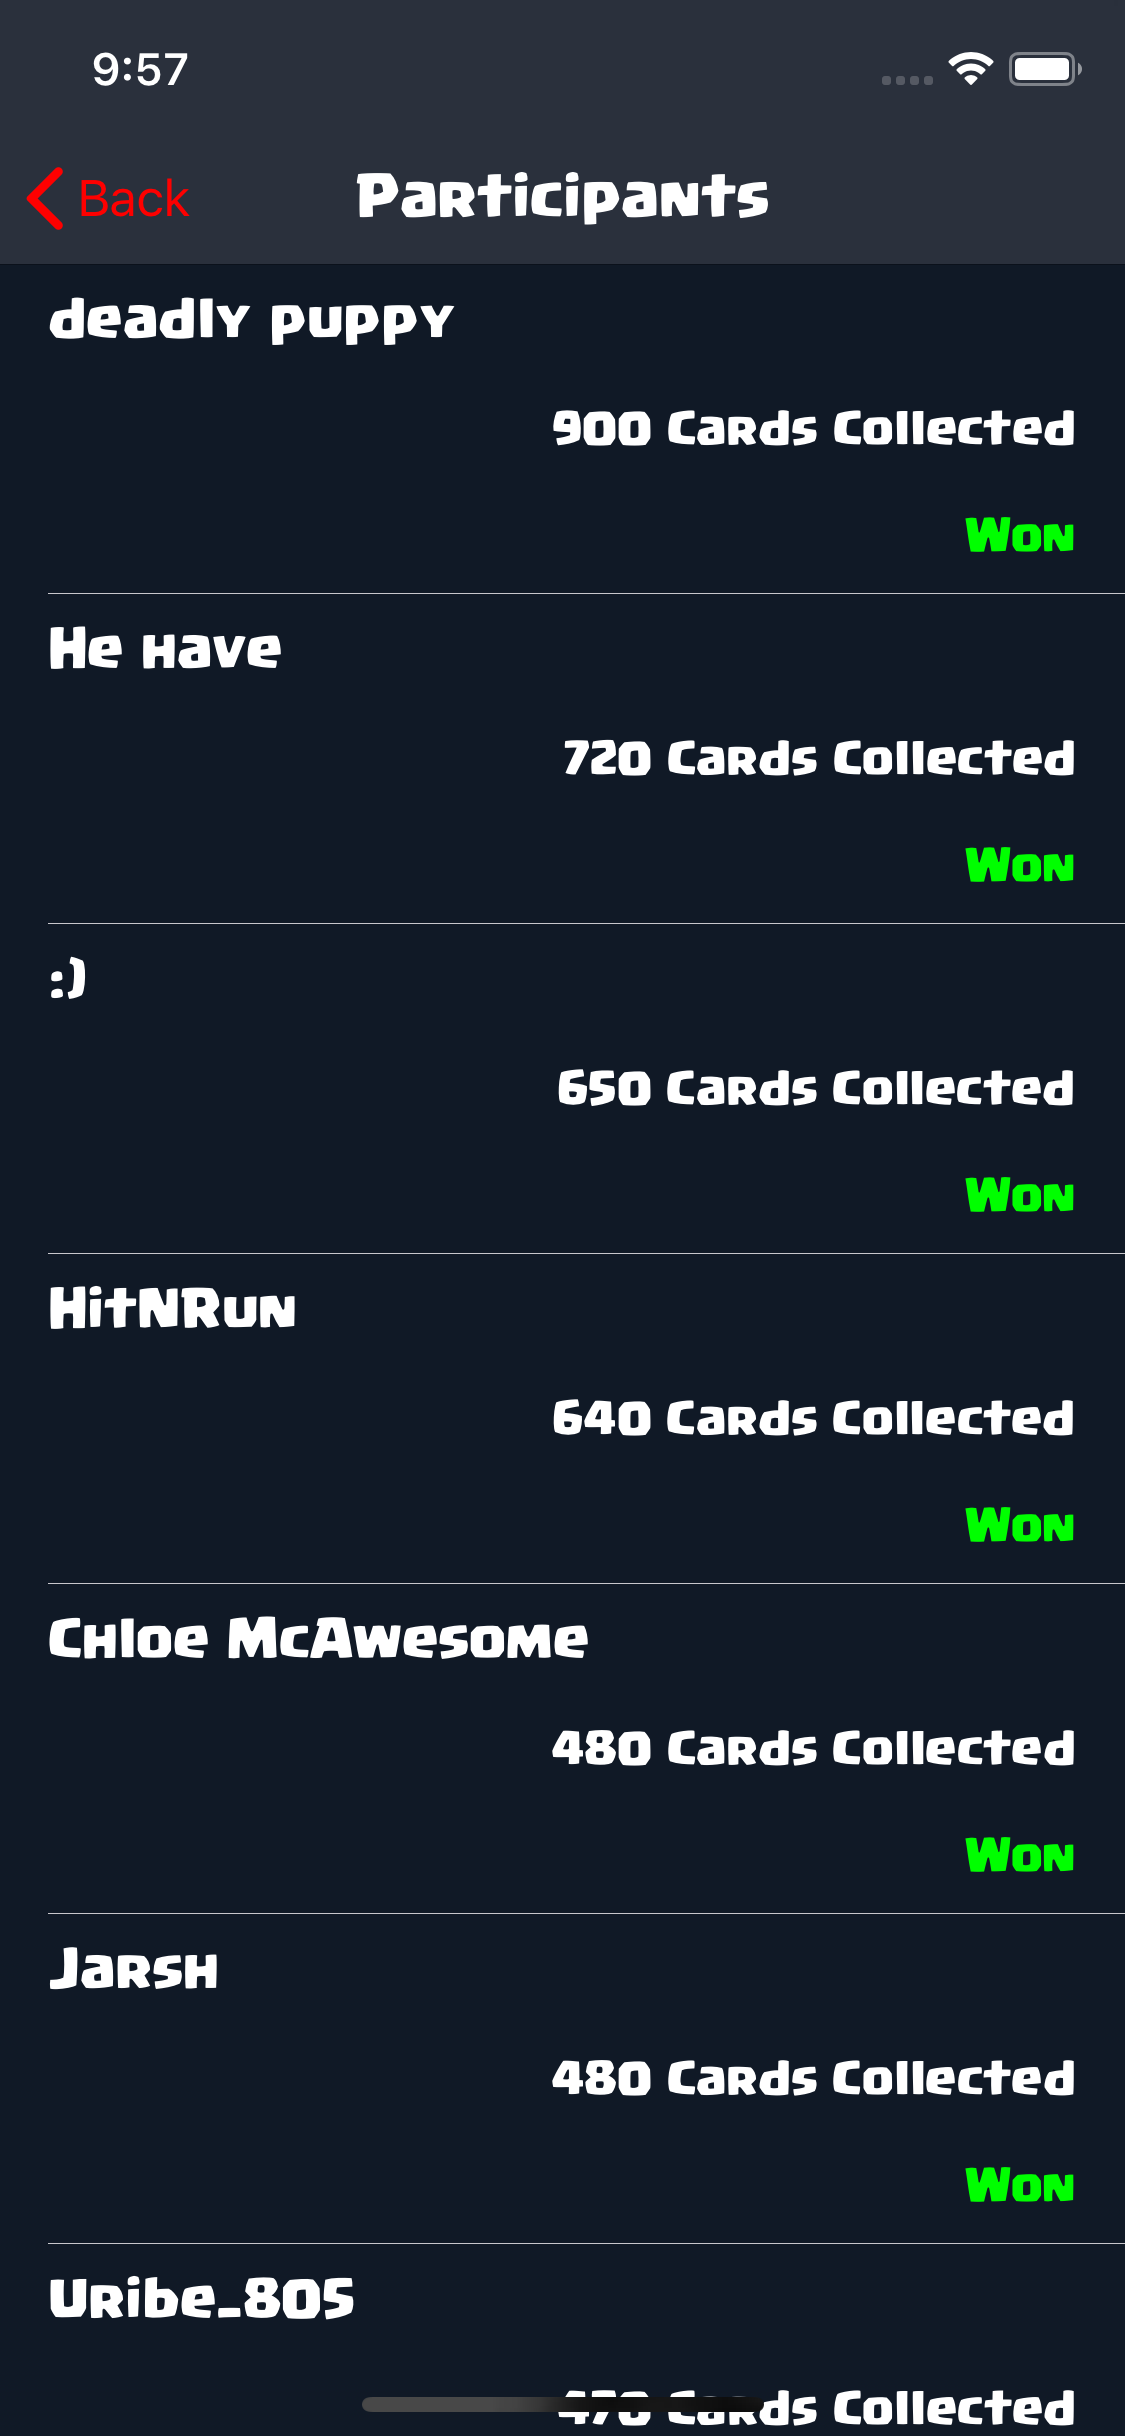 9:57
Back
Participants
deadly puppy
900 Cards Collected
Won
He have
720 Cards Collected
Won
:)
650 Cards Collected
Won
HitNRun
640 Cards Collected
Won
Chloe McAwesome
480 Cards Collected
Won
Jarsh
480 Cards Collected
Won
Uribe_805
470 Cards Collected